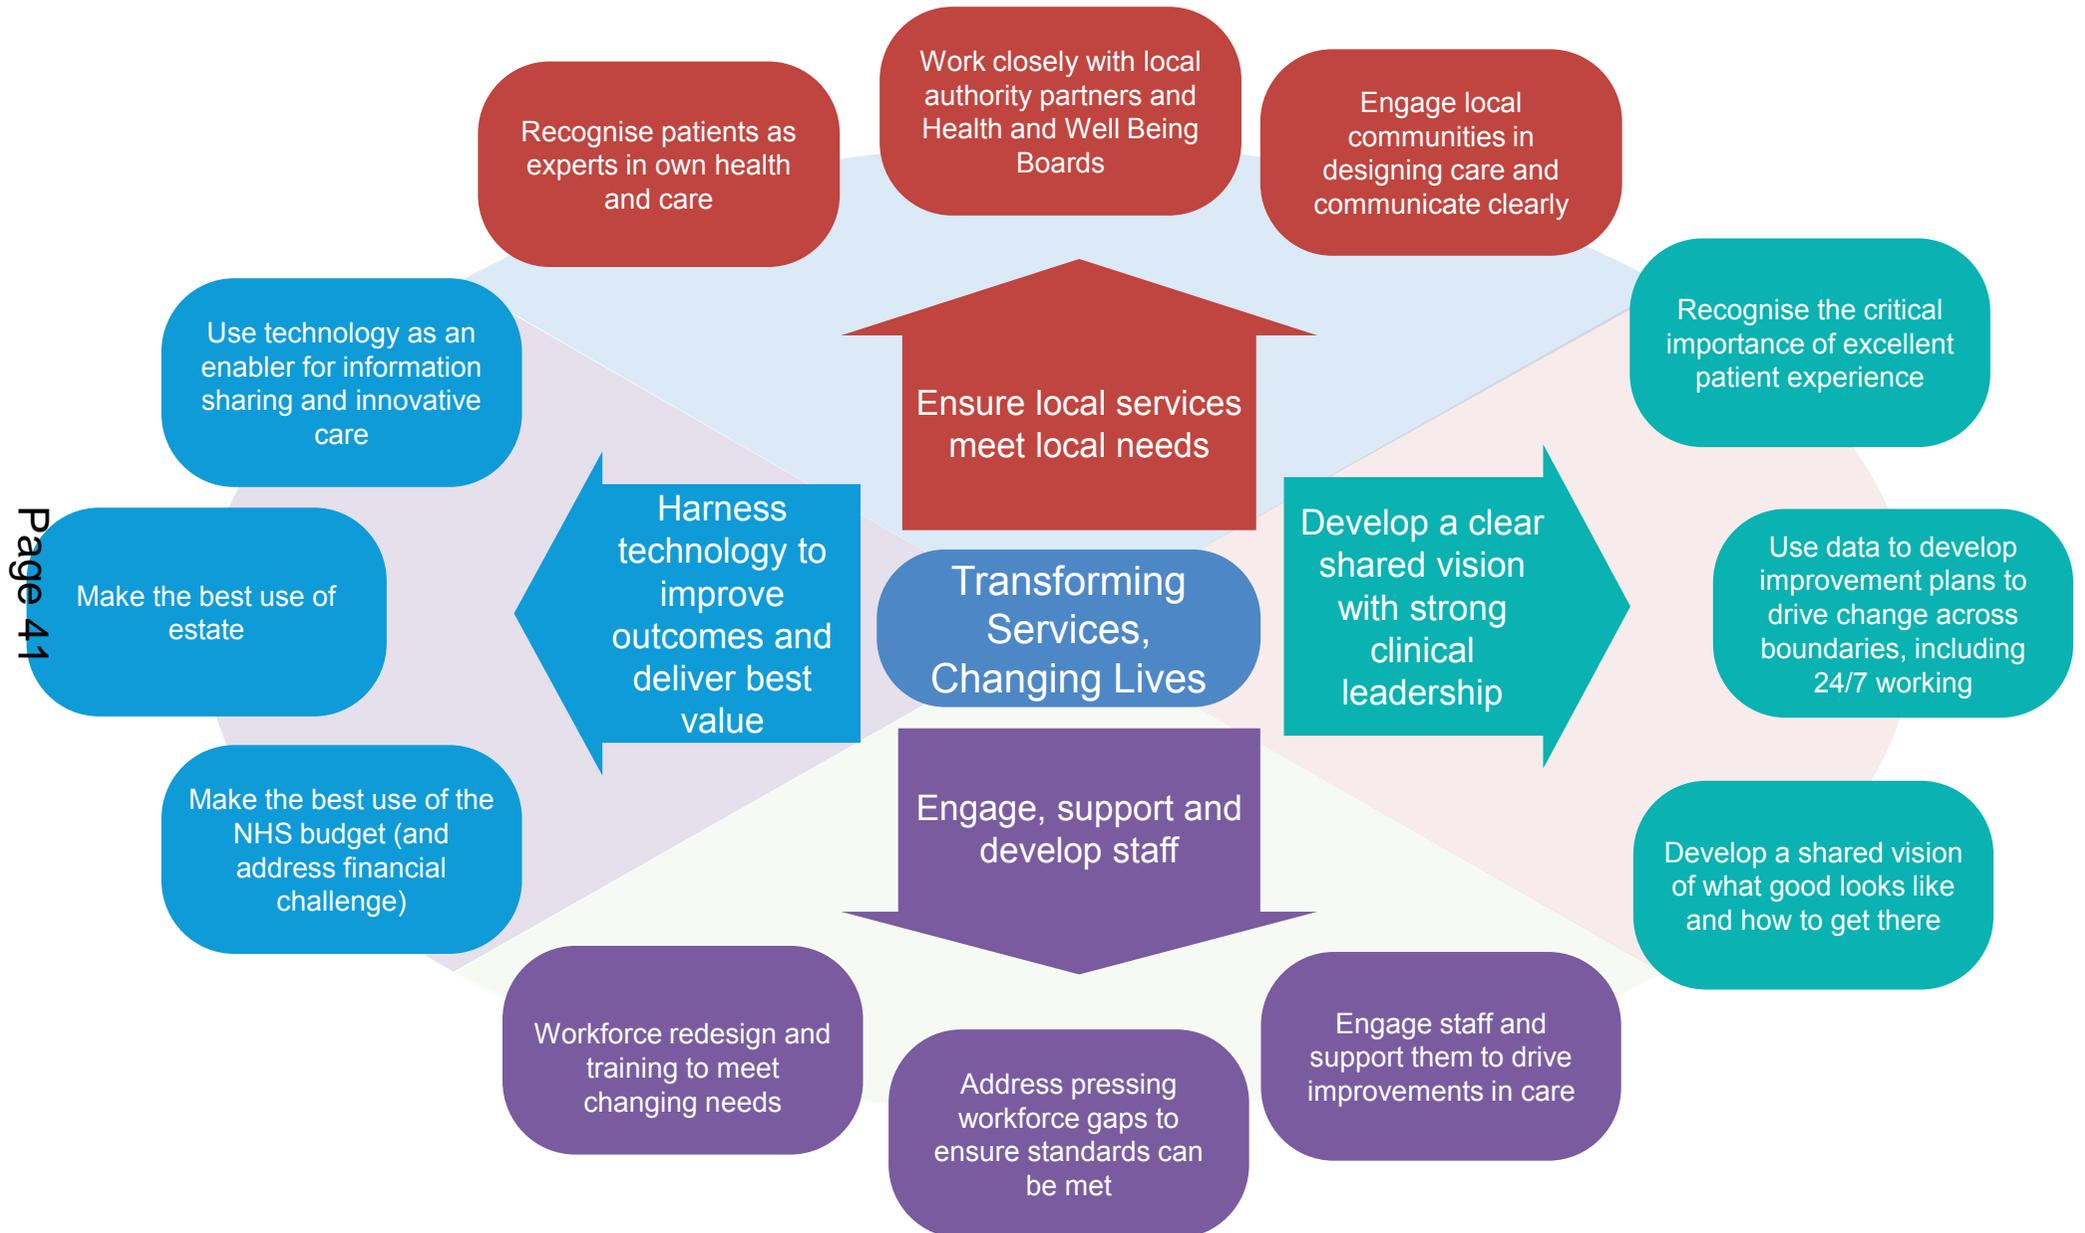 Work closely with local
authority partners and
Health and Well Being
Boards
Engage local
communities in
designing care and
communicate clearly
Recognise patients as
experts in own health
and care
Recognise the critical
importance of excellent
patient experience
Use technology as an
enabler for information
sharing and innovative
care
Ensure local services
meet local needs
Harness
technology to
improve
outcomes and
deliver best
value
Develop a clear
shared vision
with strong
clinical
leadership
Transforming
Services,
Changing Lives
Page 41
Make the best use of
estate
Use data to develop
improvement plans to
drive change across
boundaries, including
24/7 working
Make the best use of the
NHS budget (and
address financial
challenge)
Engage, support and
develop staff
Develop a shared vision
of what good looks like
and how to get there
Workforce redesign and
training to meet
changing needs
Address pressing
workforce gaps to
ensure standards can
be met
Engage staff and
support them to drive
improvements in care